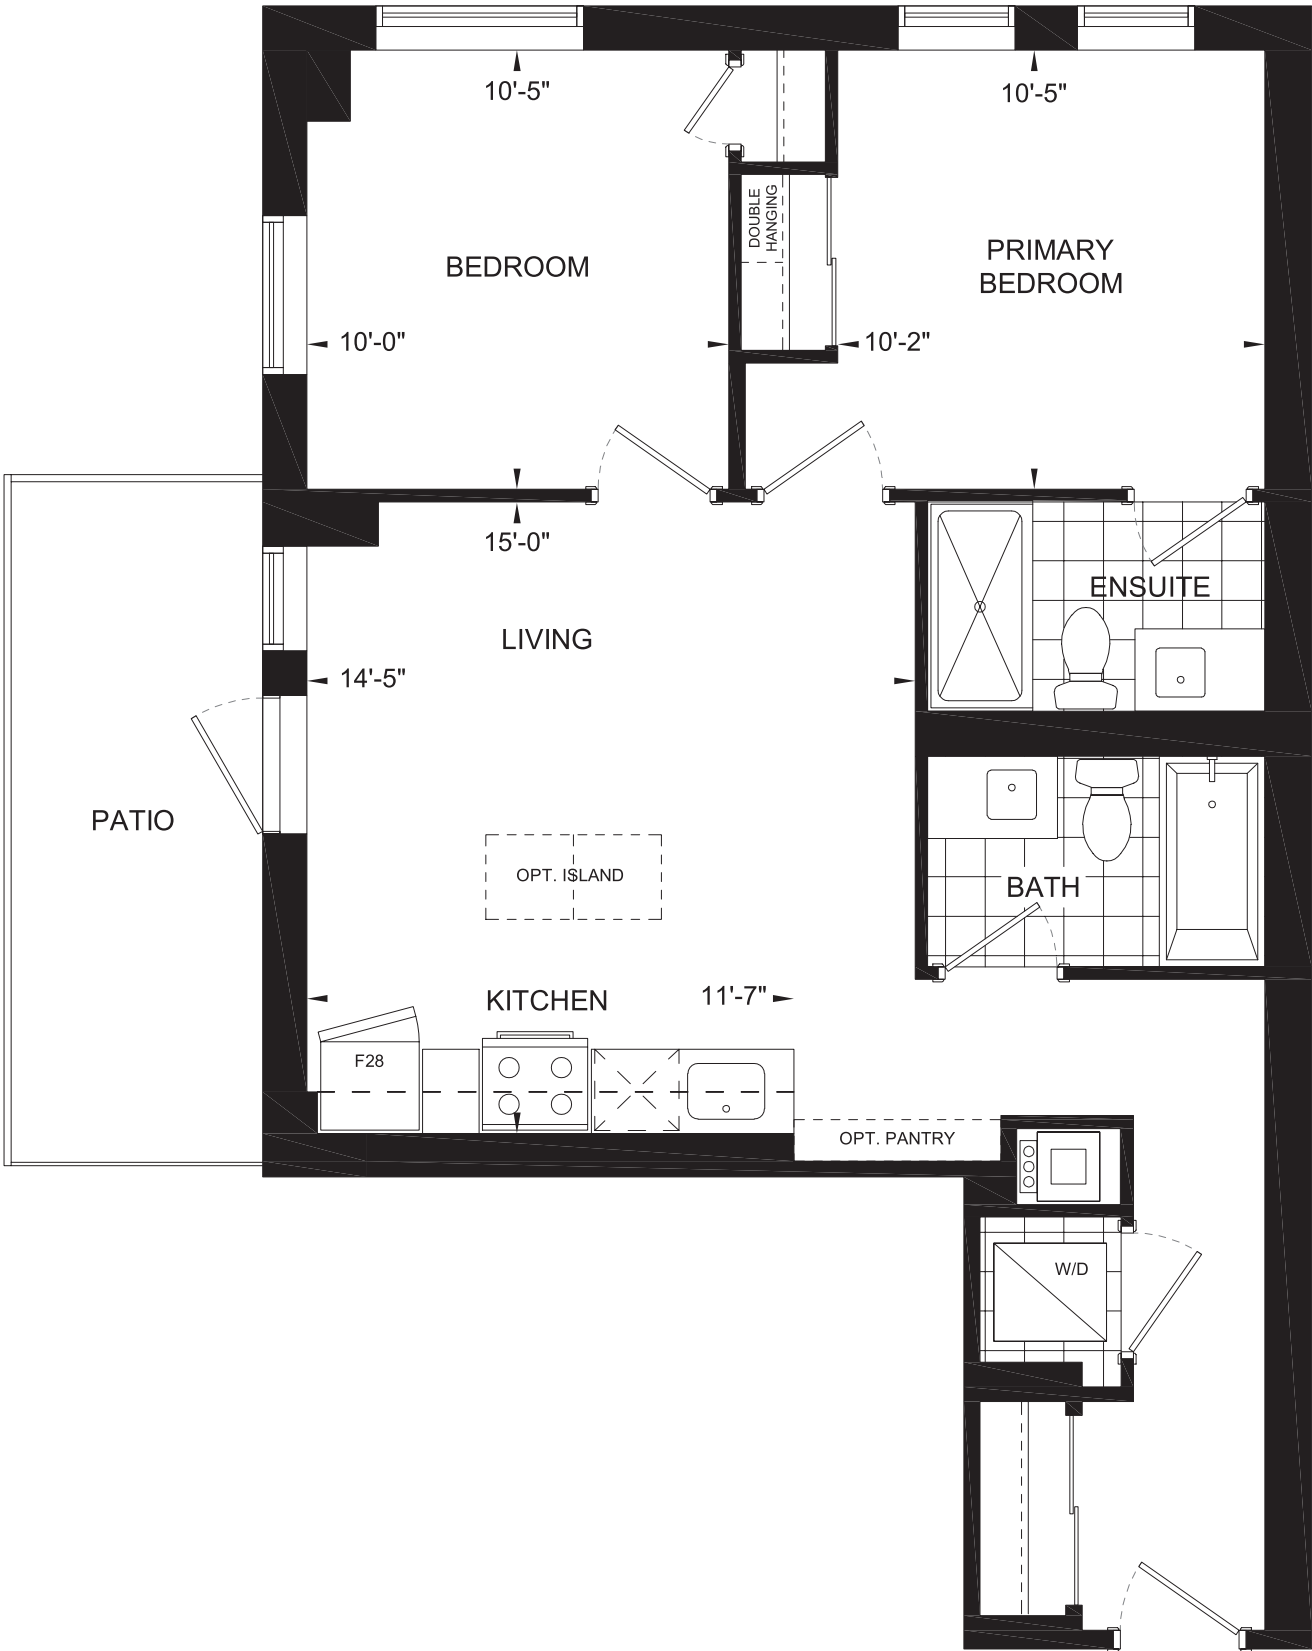 10'-5"
10'-5"
DOUBLE
HANGING
BEDROOM
PRIMARY
BEDROOM
10'-0"
10'-2"
15'-0"
ENSUITE
LIVING
14'-5"
PATIO
OPT. ISLAND
BATH
KITCHEN
11'-7"
F28
OPT. PANTRY
W/D